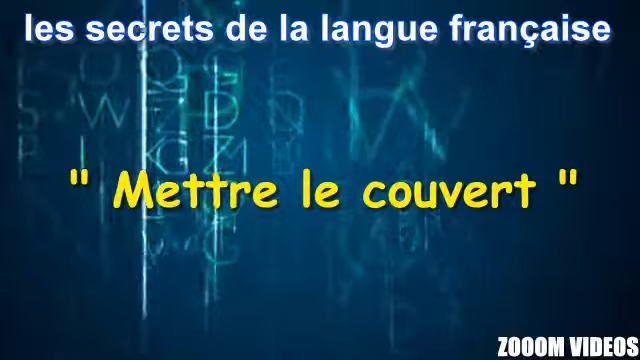 les secrets de la langue française
" Mettre le couvert "
ZOOOM VIDEOS